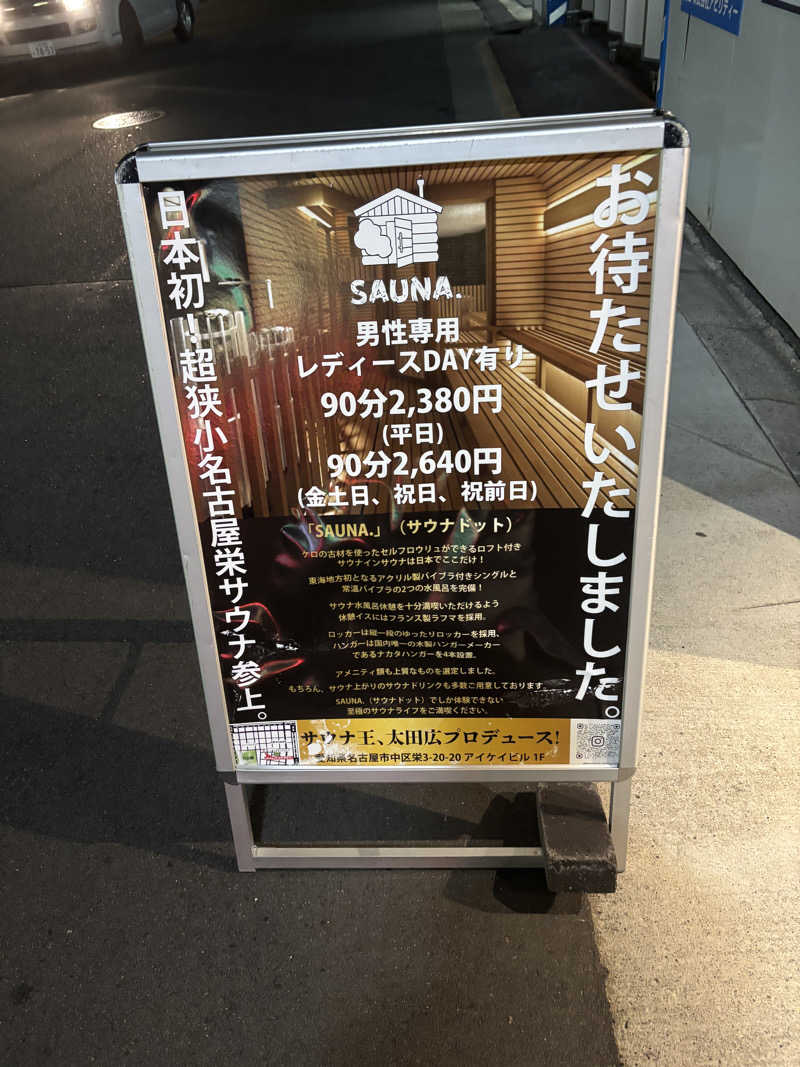 お待たせいたしました。
日本初！超狭小名古屋栄サウナ参上。
SAUNA.
男性専用
レディースDAY有り
90分2,380円
(平日)
90分2,640円
(金土日、祝日、祝前日)
「SAUNA.」（サウナドット）
ケロの古材を使ったセルフロウリュができるロフト付き
サウナインサウナは日本でここだけ！
東海地方初となるアクリル製バイブラ付きシングルと
常温バイブラの2つの水風呂を完備！
サウナ水風呂休憩を十分満喫いただけるよう
休憩イスにはフランス製ラフマを採用。
ロッカーは縦一段のゆったりロッカーを採用、
ハンガーは国内唯一の木製ハンガーメーカー
であるナカタハンガーを4本設置。
アメニティ類も上質なものを選定しました。
もちろん、サウナ上がりのサウナドリンクも多数ご用意しております
SAUNA.（サウナドット）でしか体験できない
至極のサウナライフをご満喫ください。
サウナ王、太田広プロデュース！
愛知県名古屋市中区栄3-20-20 アイケイビル 1F